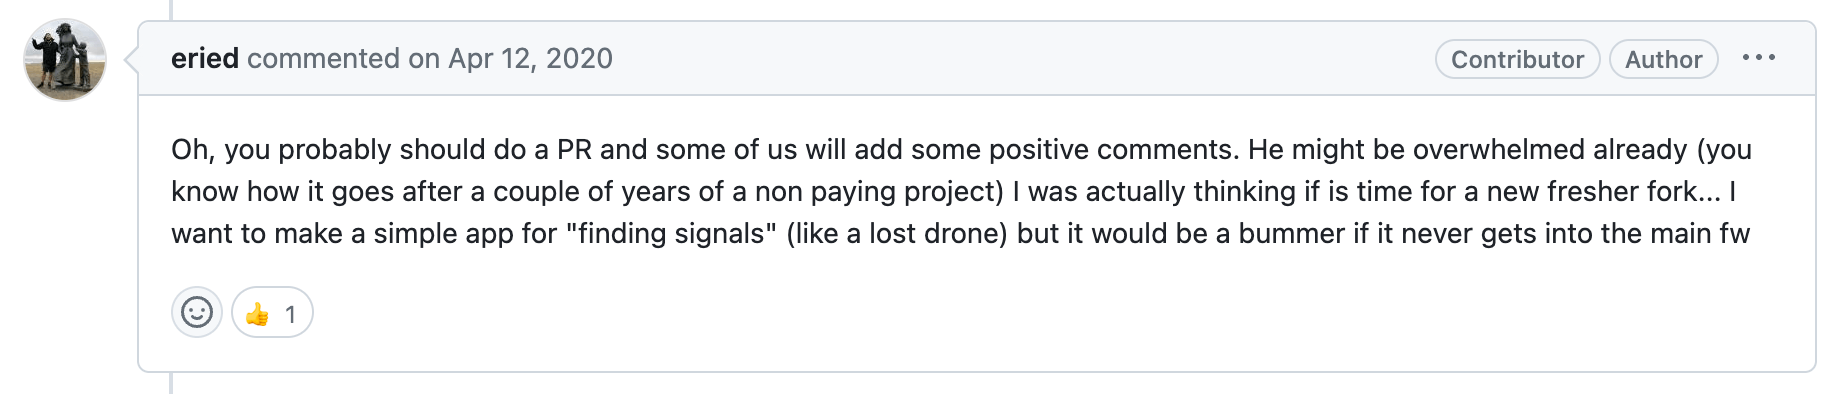 eried commented on Apr 12, 2020
Contributor
Author
Oh, you probably should do a PR and some of us will add some positive comments. He might be overwhelmed already (you
know how it goes after a couple of years of a non paying project) I was actually thinking if is time for a new fresher fork... I
want to make a simple app for "finding signals" (like a lost drone) but it would be a bummer if it never gets into the main fw
👍 1